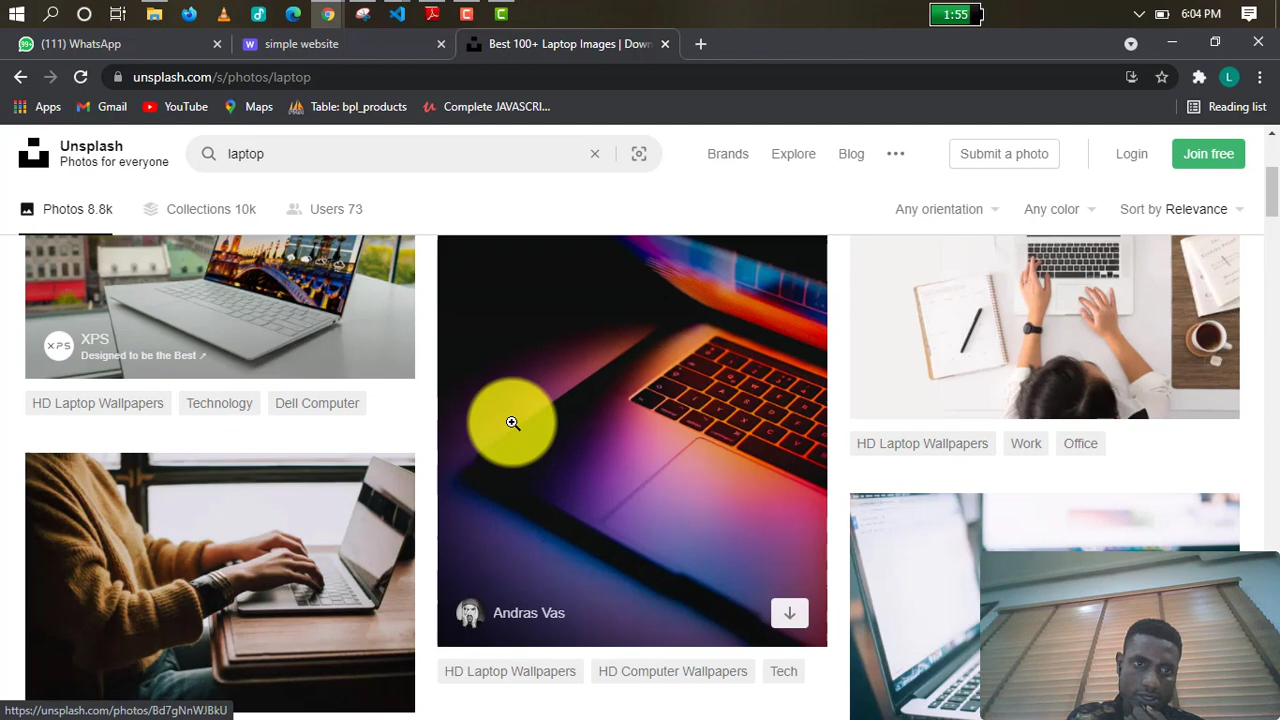 1:55
6:04 PM
99+
(111) WhatsApp
simple website
Best 100+ Laptop Images | Down
unsplash.com/s/photos/laptop
L
Apps
Gmail
YouTube
Maps
Table: bpl_products
Complete JAVASCRI...
Reading list
Unsplash
Photos for everyone
laptop
Brands
Explore
Blog
Submit a photo
Login
Join free
Photos 8.8k
Collections 10k
Users 73
Any orientation
Any color
Sort by Relevance
XPS
XPS
Designed to be the Best ↗
HD Laptop Wallpapers
Technology
Dell Computer
HD Laptop Wallpapers
Work
Office
Andras Vas
HD Laptop Wallpapers
HD Computer Wallpapers
Tech
https://unsplash.com/photos/Bd7gNnWJBkU